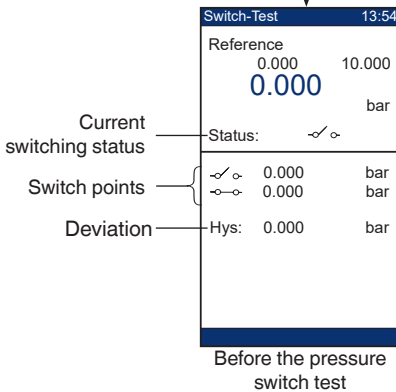 Switch-Test 13:54
Reference
0.000 10.000
0.000
bar
Current
switching status
Status:
Switch points
0.000 bar
0.000 bar
Deviation
Hys: 0.000 bar
Before the pressure
switch test